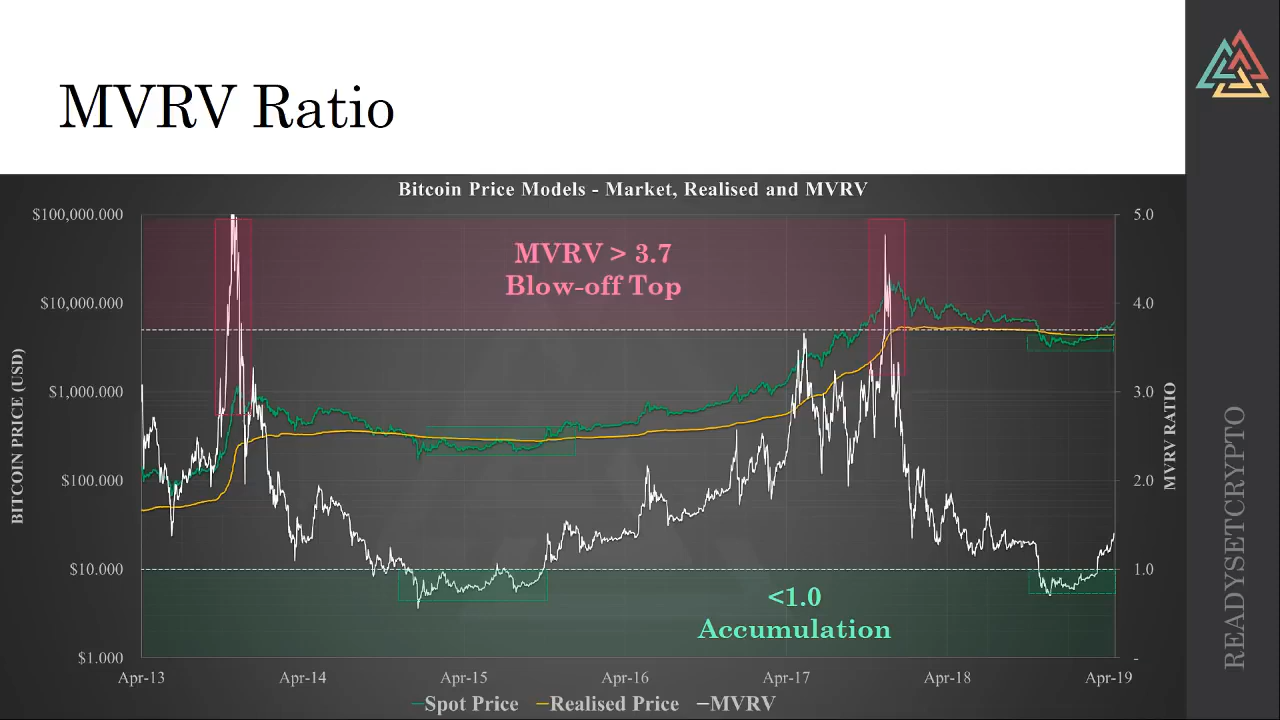 MVRV Ratio
Bitcoin Price Models - Market, Realised and MVRV
$100,000.000
$10,000.000
$1,000.000
$100.000
$10.000
$1.000
BITCOIN PRICE (USD)
MVRV > 3.7
Blow-off Top
<1.0
Accumulation
5.0
4.0
3.0
2.0
1.0
-
MVRV RATIO
Apr-13 Apr-14 Apr-15 Apr-16 Apr-17 Apr-18 Apr-19
Spot Price Realised Price MVRV
READYSETCRYPTO